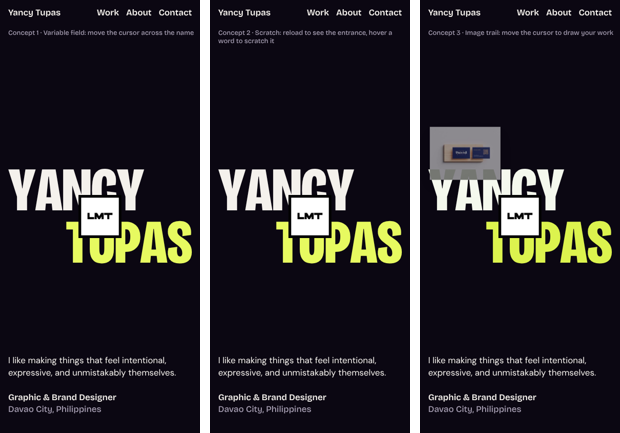 Yancy Tupas Work About Contact
Concept 1 - Variable field: move the cursor across the name
YANCY
LMT
TUPAS
I like making things that feel intentional,
expressive, and unmistakably themselves.
Graphic & Brand Designer
Davao City, Philippines
Yancy Tupas Work About Contact
Concept 2 - Scratch: reload to see the entrance, hover a
word to scratch it
YANCY
LMT
TUPAS
I like making things that feel intentional,
expressive, and unmistakably themselves.
Graphic & Brand Designer
Davao City, Philippines
Yancy Tupas Work About Contact
Concept 3 - Image trail: move the cursor to draw your work
YANCY
LMT
TUPAS
I like making things that feel intentional,
expressive, and unmistakably themselves.
Graphic & Brand Designer
Davao City, Philippines